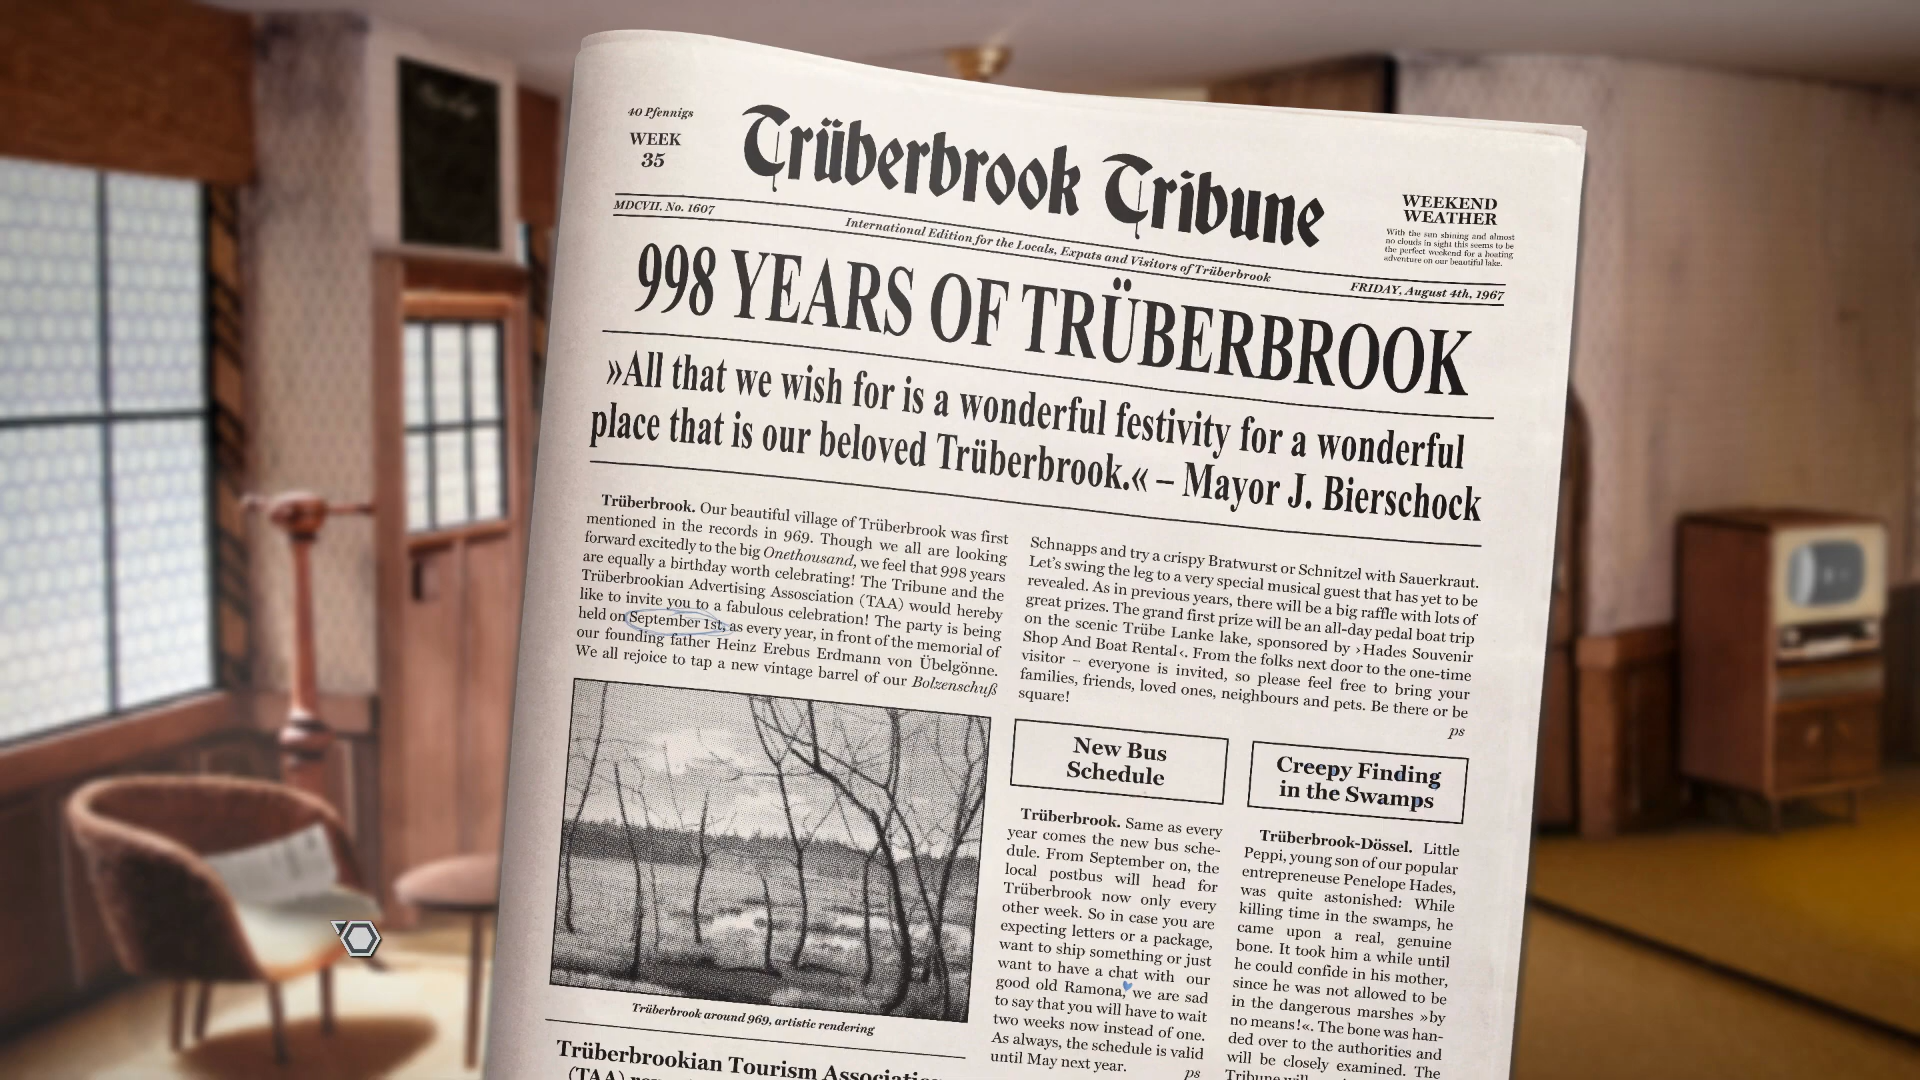 40 Pfennigs
WEEK
35
Trüberbrook Tribune
WEEKEND
WEATHER
With the sun shining and almost
no clouds in sight this seems to be
the perfect weekend for a boating
adventure on our beautiful lake.
MDCVII. No. 1607
International Edition for the Locals, Expats and Visitors of Trüberbrook
FRIDAY, August 4th, 1967
998 YEARS OF TRÜBERBROOK
»All that we wish for is a wonderful festivity for a wonderful
place that is our beloved Trüberbrook.« – Mayor J. Bierschock
Trüberbrook. Our beautiful village of Trüberbrook was first
mentioned in the records in 969. Though we all are looking
forward excitedly to the big Onethousand, we feel that 998 years
are equally a birthday worth celebrating! The Tribune and the
Trüberbrookian Advertising Assosciation (TAA) would hereby
like to invite you to a fabulous celebration! The party is being
held on September 1st, as every year, in front of the memorial of
our founding father Heinz Erebus Erdmann von Übelgönne.
We all rejoice to tap a new vintage barrel of our Bolzenschuß
Schnapps and try a crispy Bratwurst or Schnitzel with Sauerkraut.
Let's swing the leg to a very special musical guest that has yet to be
revealed. As in previous years, there will be a big raffle with lots of
great prizes. The grand first prize will be an all-day pedal boat trip
on the scenic Trübe Lanke lake, sponsored by ›Hades Souvenir
Shop And Boat Rental‹. From the folks next door to the one-time
visitor – everyone is invited, so please feel free to bring your
families, friends, loved ones, neighbours and pets. Be there or be
square!
ps
Trüberbrook around 969, artistic rendering
Trüberbrookian Tourism Association
(TAA)
New Bus
Schedule
Trüberbrook. Same as every
year comes the new bus sche-
dule. From September on, the
local postbus will head for
Trüberbrook now only every
other week. So in case you are
expecting letters or a package,
want to ship something or just
want to have a chat with our
good old Ramona, we are sad
to say that you will have to wait
two weeks now instead of one.
As always, the schedule is valid
until May next year.
ps
Creepy Finding
in the Swamps
Trüberbrook-Dössel. Little
Peppi, young son of our popular
entrepreneuse Penelope Hades,
was quite astonished: While
killing time in the swamps, he
came upon a real, genuine
bone. It took him a while until
he could confide in his mother,
since he was not allowed to be
in the dangerous marshes »by
no means!«. The bone was han-
ded over to the authorities and
will be closely examined. The
Tribune will